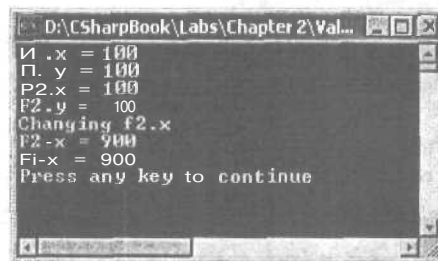 D:\CSharpBook\Labs\Chapter 2\Val...
И .x = 100
П. y = 100
P2.x = 100
F2.y = 100
Changing f2.x
F2-x = 900
Fi-x = 900
Press any key to continue